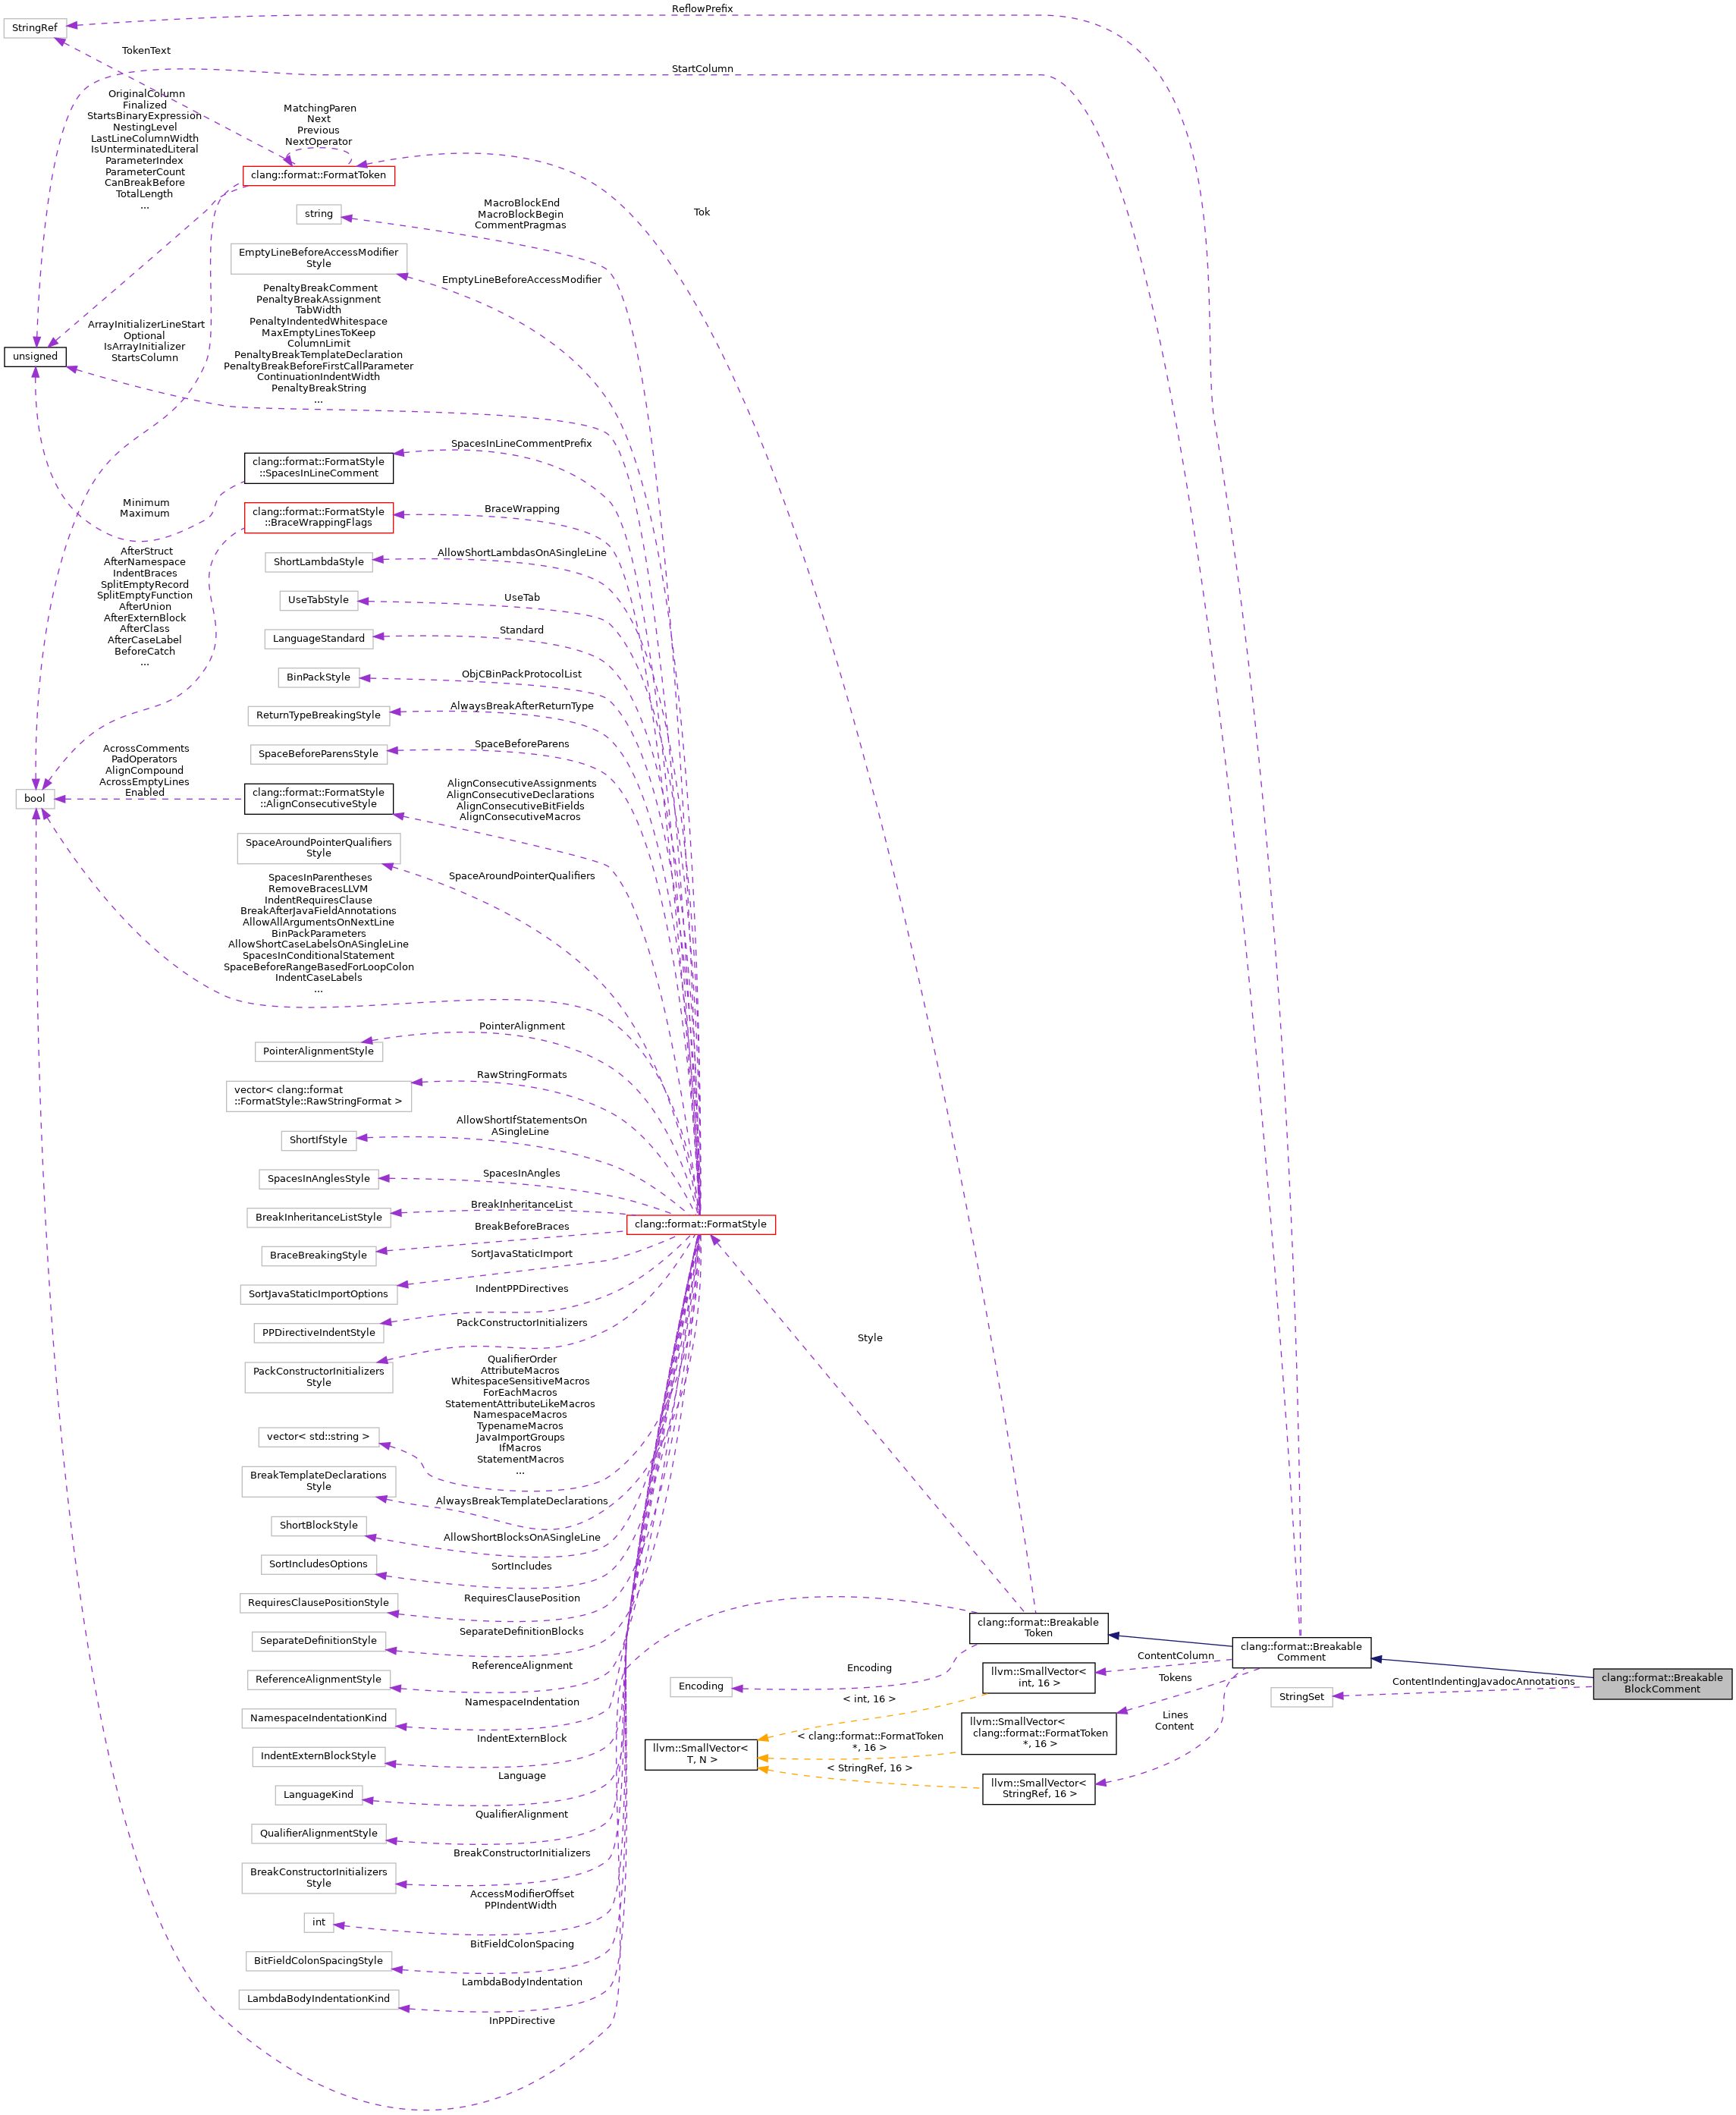 ReflowPrefix
StringRef
TokenText
StartColumn
OriginalColumn
Finalized
StartsBinaryExpression
NestingLevel
LastLineColumnWidth
IsUnterminatedLiteral
ParameterIndex
ParameterCount
CanBreakBefore
TotalLength
...
MatchingParen
Next
Previous
NextOperator
clang::format::FormatToken
Tok
string
MacroBlockEnd
MacroBlockBegin
CommentPragmas
EmptyLineBeforeAccessModifier
Style
EmptyLineBeforeAccessModifier
PenaltyBreakComment
PenaltyBreakAssignment
TabWidth
PenaltyIndentedWhitespace
MaxEmptyLinesToKeep
ColumnLimit
PenaltyBreakTemplateDeclaration
PenaltyBreakBeforeFirstCallParameter
ContinuationIndentWidth
PenaltyBreakString
...
ArrayInitializerLineStart
Optional
IsArrayInitializer
StartsColumn
unsigned
SpacesInLineCommentPrefix
clang::format::FormatStyle
::SpacesInLineComment
Minimum
Maximum
BraceWrapping
clang::format::FormatStyle
::BraceWrappingFlags
AfterStruct
AfterNamespace
IndentBraces
SplitEmptyRecord
SplitEmptyFunction
AfterUnion
AfterExternBlock
AfterClass
AfterCaseLabel
BeforeCatch
...
AllowShortLambdasOnASingleLine
ShortLambdaStyle
UseTab
UseTabStyle
Standard
LanguageStandard
ObjCBinPackProtocolList
BinPackStyle
AlwaysBreakAfterReturnType
ReturnTypeBreakingStyle
SpaceBeforeParens
SpaceBeforeParensStyle
AcrossComments
PadOperators
AlignCompound
AcrossEmptyLines
Enabled
bool
clang::format::FormatStyle
::AlignConsecutiveStyle
AlignConsecutiveAssignments
AlignConsecutiveDeclarations
AlignConsecutiveBitFields
AlignConsecutiveMacros
SpaceAroundPointerQualifiers
Style
SpaceAroundPointerQualifiers
SpacesInParentheses
RemoveBracesLLVM
IndentRequiresClause
BreakAfterJavaFieldAnnotations
AllowAllArgumentsOnNextLine
BinPackParameters
AllowShortCaseLabelsOnASingleLine
SpacesInConditionalStatement
SpaceBeforeRangeBasedForLoopColon
IndentCaseLabels
...
PointerAlignment
PointerAlignmentStyle
RawStringFormats
vector< clang::format
::FormatStyle::RawStringFormat >
AllowShortIfStatementsOn
ASingleLine
ShortIfStyle
SpacesInAngles
SpacesInAnglesStyle
BreakInheritanceList
BreakInheritanceListStyle
clang::format::FormatStyle
BreakBeforeBraces
BraceBreakingStyle
SortJavaStaticImport
SortJavaStaticImportOptions
IndentPPDirectives
PPDirectiveIndentStyle
PackConstructorInitializers
PackConstructorInitializers
Style
Style
QualifierOrder
AttributeMacros
WhitespaceSensitiveMacros
ForEachMacros
StatementAttributeLikeMacros
NamespaceMacros
TypenameMacros
JavaImportGroups
IfMacros
StatementMacros
...
vector< std::string >
BreakTemplateDeclarations
Style
AlwaysBreakTemplateDeclarations
ShortBlockStyle
AllowShortBlocksOnASingleLine
SortIncludesOptions
SortIncludes
RequiresClausePositionStyle
RequiresClausePosition
SeparateDefinitionStyle
SeparateDefinitionBlocks
ReferenceAlignmentStyle
ReferenceAlignment
NamespaceIndentationKind
NamespaceIndentation
IndentExternBlockStyle
IndentExternBlock
LanguageKind
Language
QualifierAlignmentStyle
QualifierAlignment
BreakConstructorInitializers
Style
BreakConstructorInitializers
int
AccessModifierOffset
PPIndentWidth
BitFieldColonSpacingStyle
BitFieldColonSpacing
LambdaBodyIndentationKind
LambdaBodyIndentation
InPPDirective
clang::format::Breakable
Token
Encoding
Encoding
clang::format::Breakable
Comment
clang::format::Breakable
BlockComment
ContentIndentingJavadocAnnotations
StringSet
ContentColumn
Tokens
Lines
Content
llvm::SmallVector<
int, 16 >
llvm::SmallVector<
clang::format::FormatToken
*, 16 >
llvm::SmallVector<
StringRef, 16 >
< int, 16 >
< clang::format::FormatToken
*, 16 >
< StringRef, 16 >
llvm::SmallVector<
T, N >